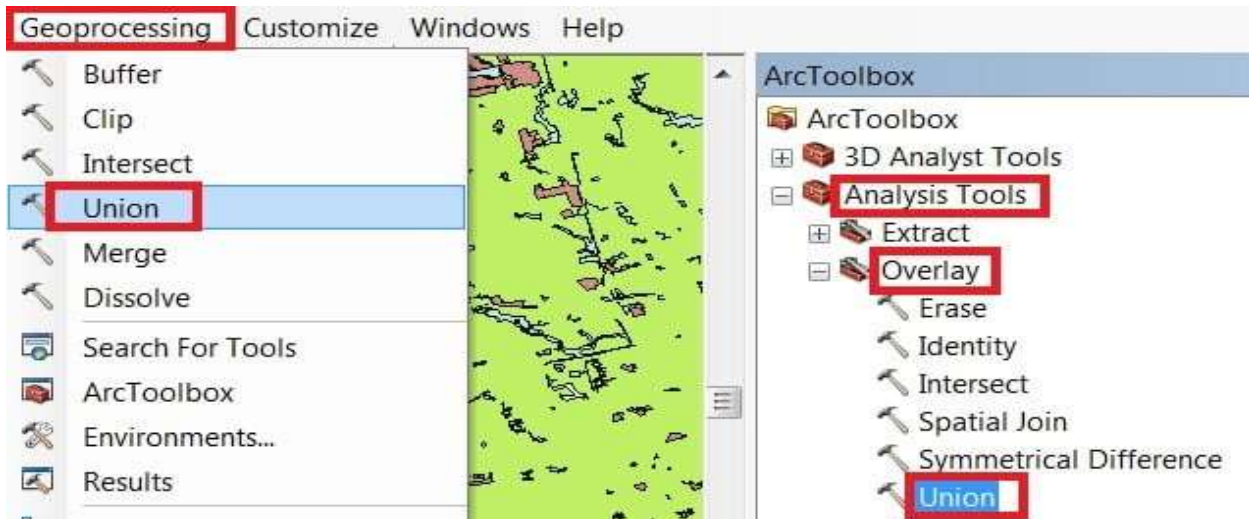 Geoprocessing Customize Windows Help
Buffer
Clip
Intersect
Union
Merge
Dissolve
Search For Tools
ArcToolbox
Environments...
Results
ArcToolbox
ArcToolbox
3D Analyst Tools
Analysis Tools
Extract
Overlay
Erase
Identity
Intersect
Spatial Join
Symmetrical Difference
Union